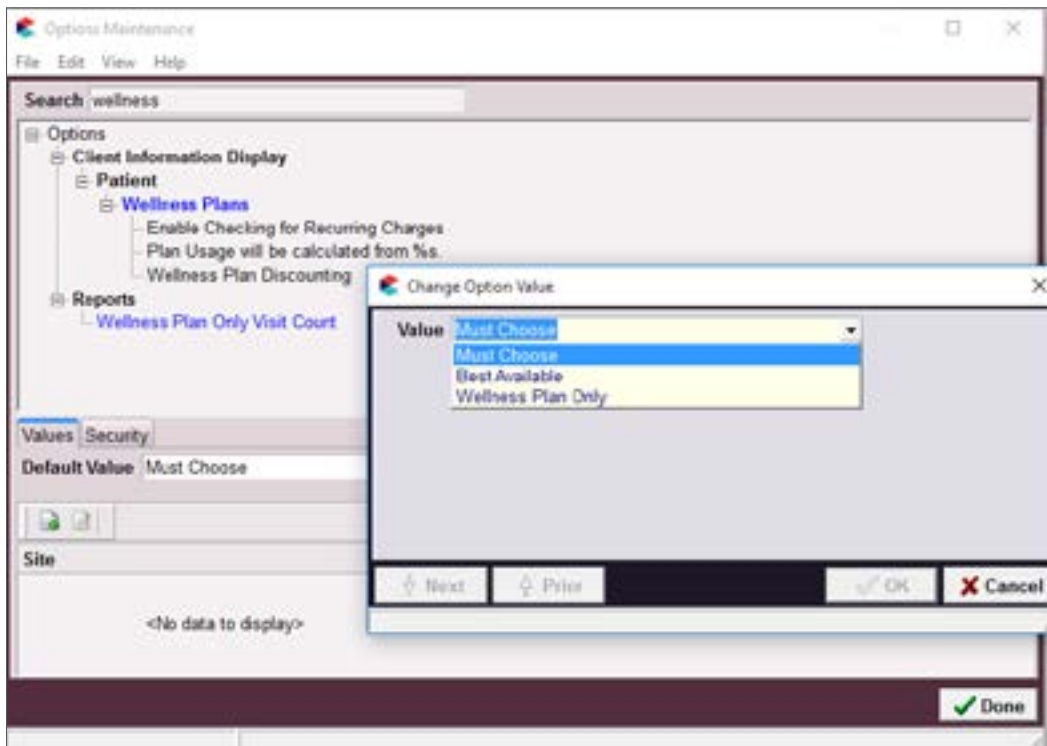 Options Maintenance
File Edit View Help
Search wellness
Options
Client Information Display
Patient
Wellness Plans
Enable Checking for Recurring Charges
Plan Usage will be calculated from %s.
Wellness Plan Discounting
Reports
Wellness Plan Only Visit Court
Values Security
Default Value Must Choose
Site
<No data to display>
Change Option Value
Value Must Choose
Must Choose
Best Available
Wellness Plan Only
Next Prior OK Cancel
Done